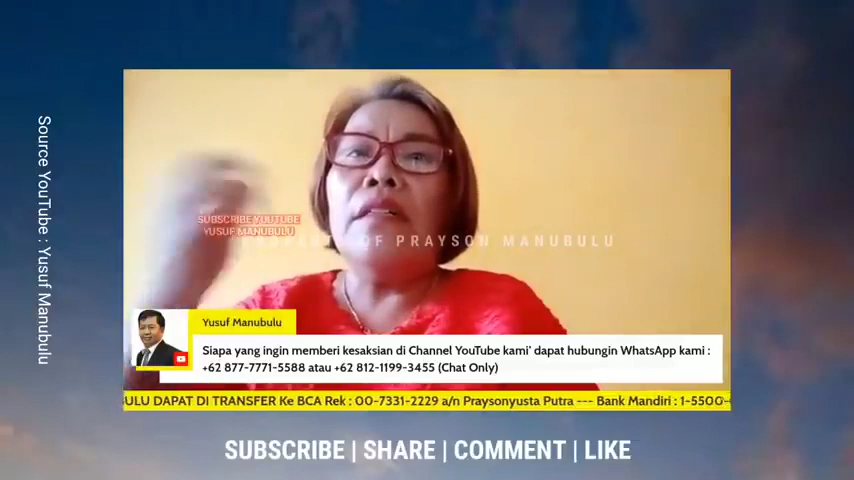 Source YouTube : Yusuf Manubulu
SUBSCRIBE YOUTUBE
YUSUF MANUBULU
OF PRAYSON MANUBULU
Yusuf Manubulu
Siapa yang ingin memberi kesaksian di Channel YouTube kami' dapat hubungin WhatsApp kami :
+62 877-7771-5588 atau +62 812-1199-3455 (Chat Only)
ULU DAPAT DI TRANSFER Ke BCA Rek : 00-7331-2229 a/n Praysonyusta Putra --- Bank Mandiri : 1-5500
SUBSCRIBE | SHARE | COMMENT | LIKE